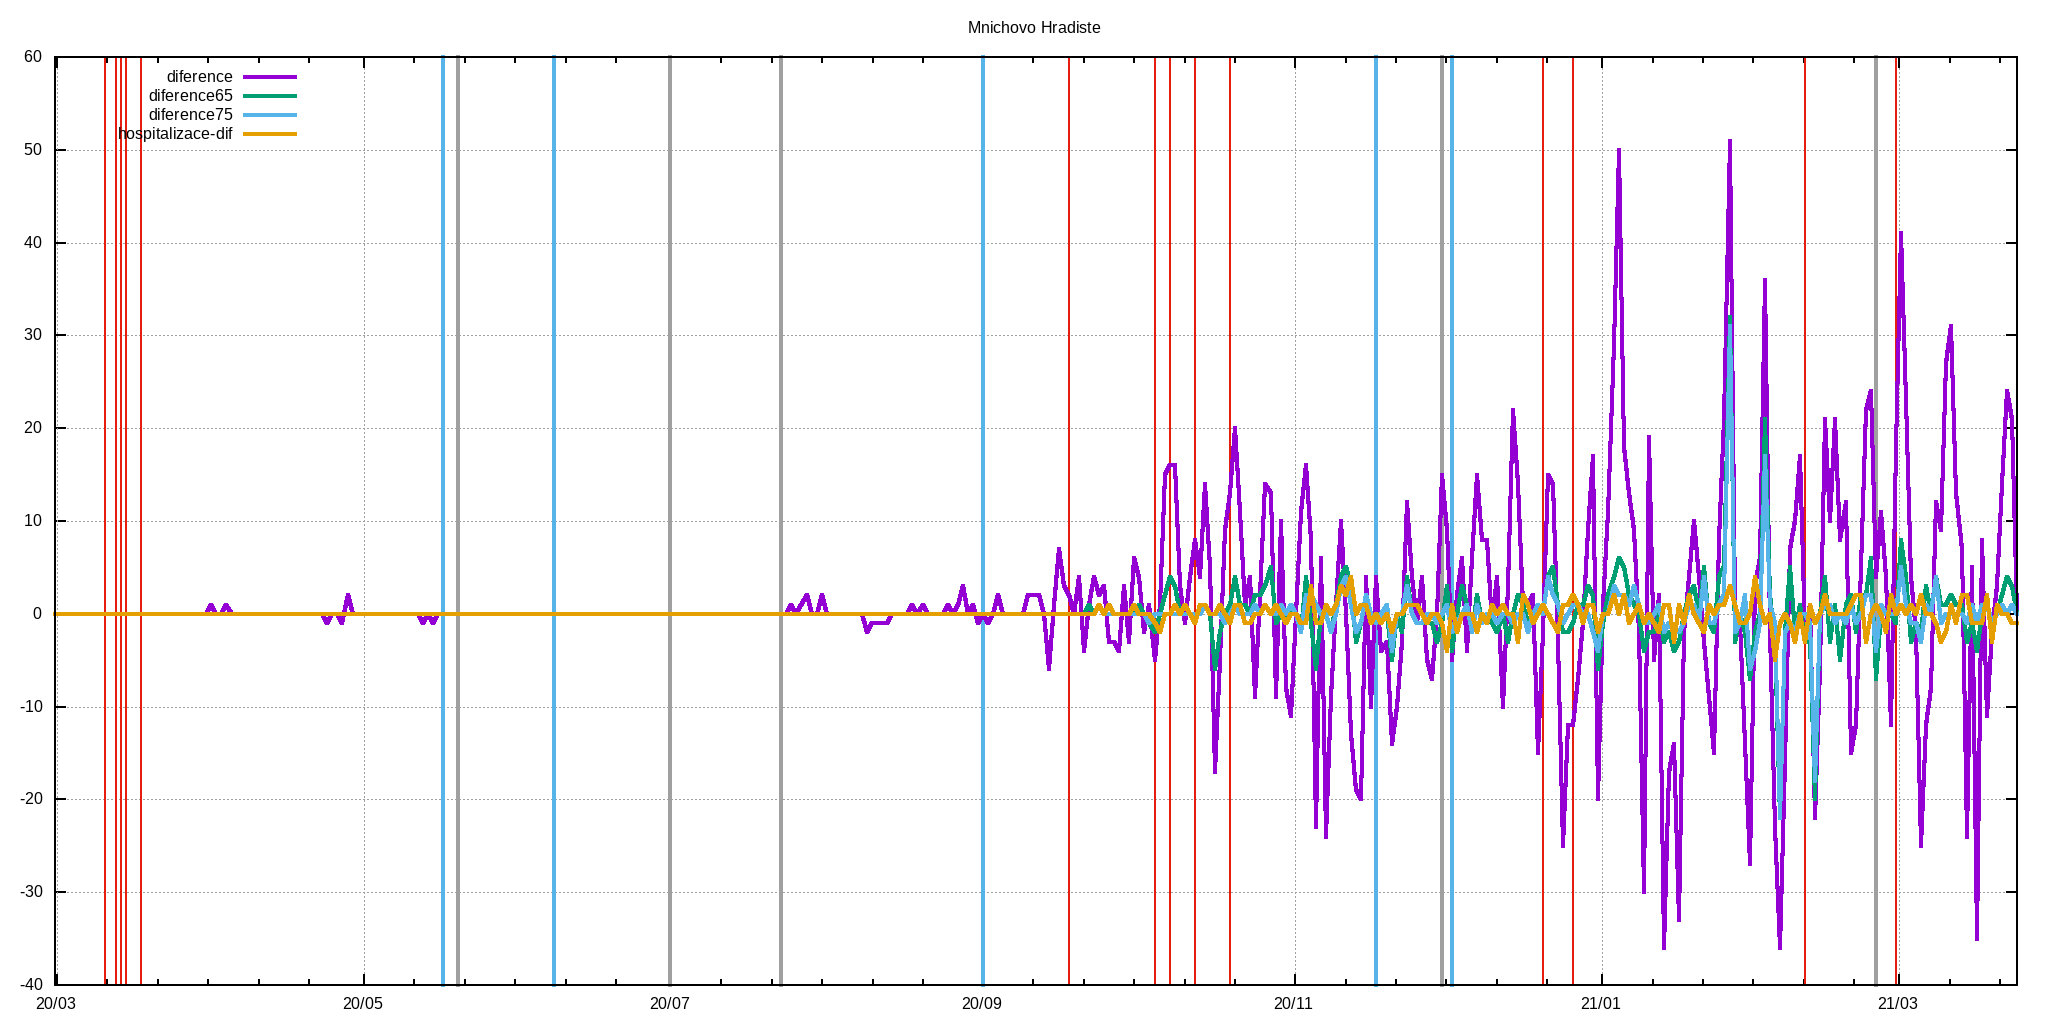 Mnichovo Hradiste
60
50
40
30
20
10
0
-10
-20
-30
-40
diference
diference65
diference75
hospitalizace-dif
20/03 20/05 20/07 20/09 20/11 21/01 21/03